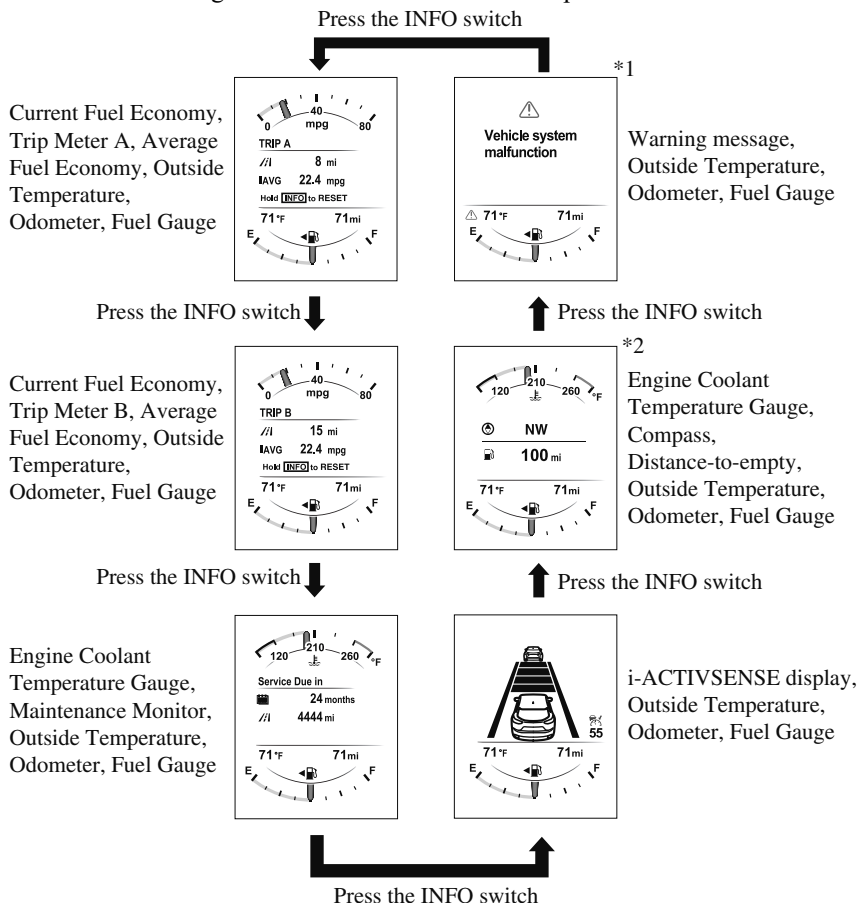 Press the INFO switch
Current Fuel Economy,
Trip Meter A, Average
Fuel Economy, Outside
Temperature,
Odometer, Fuel Gauge
0 40 80
mpg
TRIP A
8 mi
AVG 22.4 mpg
Hold INFO to RESET
71°F 71mi
E F
*1
Vehicle system
malfunction
71°F 71mi
E F
Warning message,
Outside Temperature,
Odometer, Fuel Gauge
Press the INFO switch
Press the INFO switch
Current Fuel Economy,
Trip Meter B, Average
Fuel Economy, Outside
Temperature,
Odometer, Fuel Gauge
0 40 80
mpg
TRIP B
15 mi
AVG 22.4 mpg
Hold INFO to RESET
71°F 71mi
E F
*2
120 210 260 °F
NW
100 mi
71°F 71mi
E F
Engine Coolant
Temperature Gauge,
Compass,
Distance-to-empty,
Outside Temperature,
Odometer, Fuel Gauge
Press the INFO switch
Press the INFO switch
Engine Coolant
Temperature Gauge,
Maintenance Monitor,
Outside Temperature,
Odometer, Fuel Gauge
120 210 260 °F
Service Due in
24 months
4444 mi
71°F 71mi
E F
55
71°F 71mi
E F
i-ACTIVSENSE display,
Outside Temperature,
Odometer, Fuel Gauge
Press the INFO switch